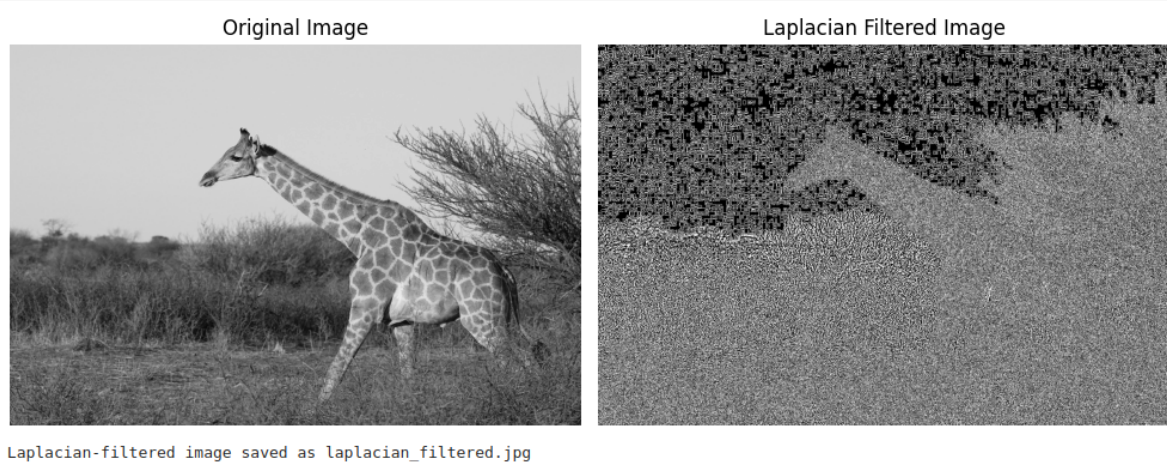 Original Image
Laplacian Filtered Image
Laplacian-filtered image saved as laplacian_filtered.jpg